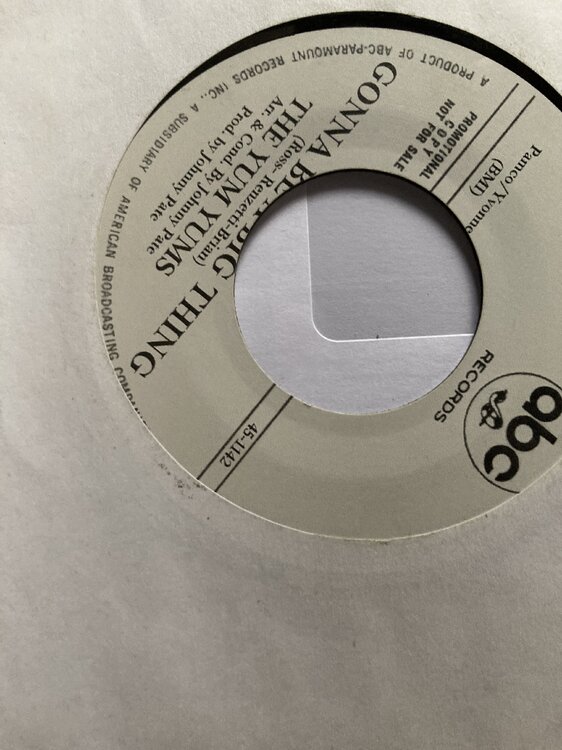 abc
RECORDS
45-1142
Pamco/Yvonne
(BMI)
PROMOTIONAL
COPY
NOT FOR SALE
GONNA BE A BIG THING
(Ross-Renzetti-Brian)
THE YUM YUMS
Arr. & Cond. By Johnny Pate
Prod. by Johnny Pate
A PRODUCT OF ABC-PARAMOUNT RECORDS INC., A SUBSIDIARY OF AMERICAN BROADCASTING